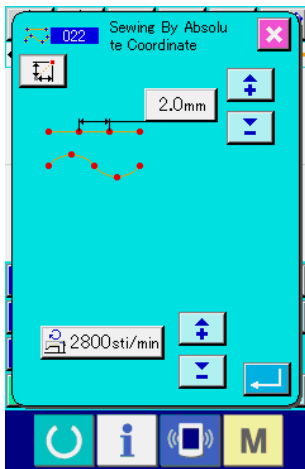 022
Sewing By Absolu
te Coordinate
2.0mm
2800sti/min
i
M